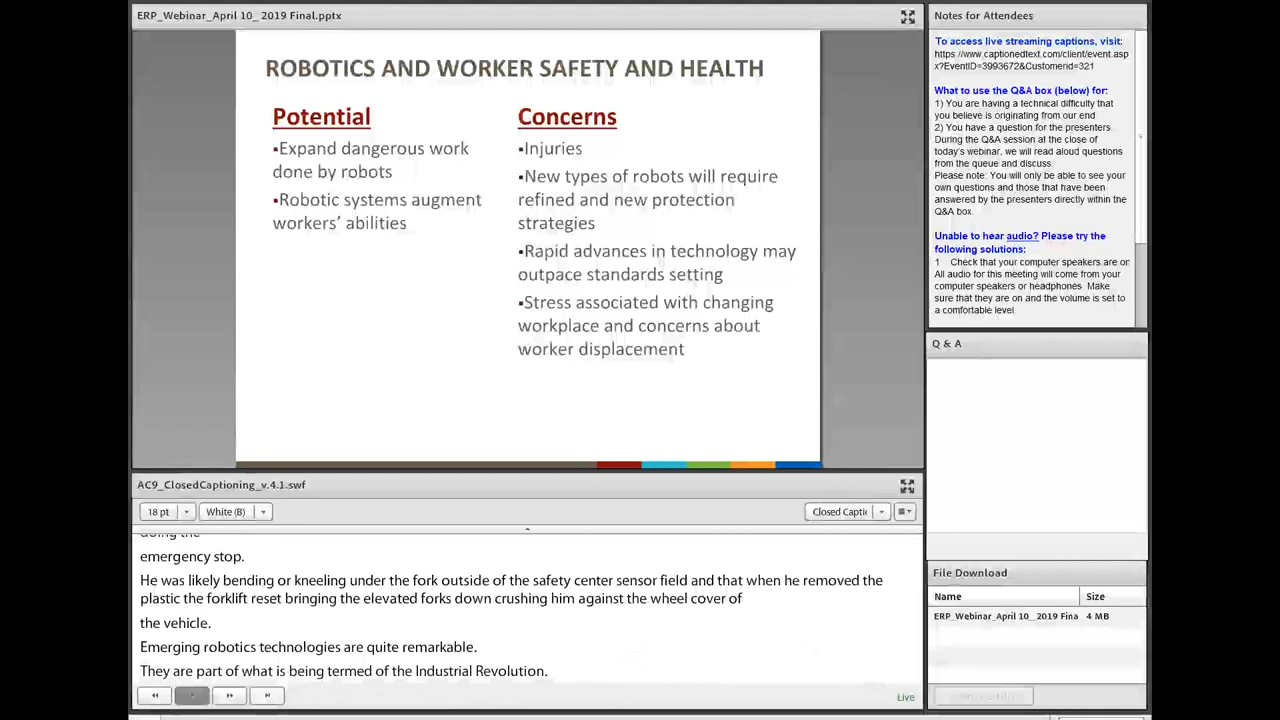 ERP_Webinar_April 10_ 2019 Final.pptx
ROBOTICS AND WORKER SAFETY AND HEALTH
Potential
▪Expand dangerous work
done by robots
▪Robotic systems augment
workers’ abilities
Concerns
▪Injuries
▪New types of robots will require
refined and new protection
strategies
▪Rapid advances in technology may
outpace standards setting
▪Stress associated with changing
workplace and concerns about
worker displacement
AC9_ClosedCaptioning_v.4.1.swf
18 pt
White (B)
Closed Capti
emergency stop.
He was likely bending or kneeling under the fork outside of the safety center sensor field and that when he removed the
plastic the forklift reset bringing the elevated forks down crushing him against the wheel cover of
the vehicle.
Emerging robotics technologies are quite remarkable.
They are part of what is being termed of the Industrial Revolution.
Live
Notes for Attendees
To access live streaming captions, visit:
https://www.captionedtext.com/client/event.asp
x?EventID=3993672&Customerid=321
What to use the Q&A box (below) for:
1) You are having a technical difficulty that
you believe is originating from our end
2) You have a question for the presenters.
During the Q&A session at the close of
today's webinar, we will read aloud questions
from the queue and discuss.
Please note: You will only be able to see your
own questions and those that have been
answered by the presenters directly within the
Q&A box.
Unable to hear audio? Please try the
following solutions:
1 Check that your computer speakers are on
All audio for this meeting will come from your
computer speakers or headphones. Make
sure that they are on and the volume is set to
a comfortable level.
Q & A
File Download
Name Size
ERP_Webinar_April 10_ 2019 Fina 4 MB